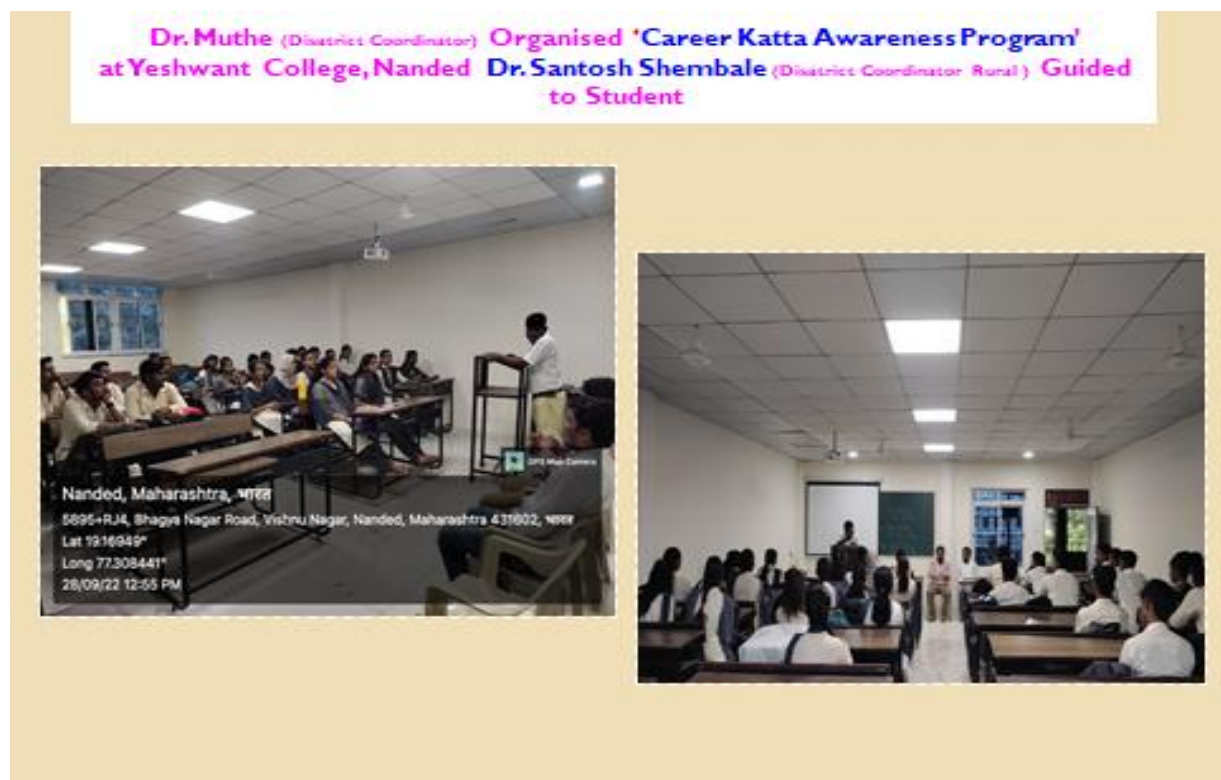 Dr. Muthe (Disatrict Coordinator) Organised 'Career Katta Awareness Program'
at Yeshwant College, Nanded Dr. Santosh Shembale (Disatrict Coordinator Rural ) Guided
to Student
GPS Map Camera
Nanded, Maharashtra, भारत
5895+RJ4, Bhagya Nagar Road, Vishnu Nagar, Nanded, Maharashtra 431602, भारत
Lat 19.16949°
Long 77.308441°
28/09/22 12:55 PM